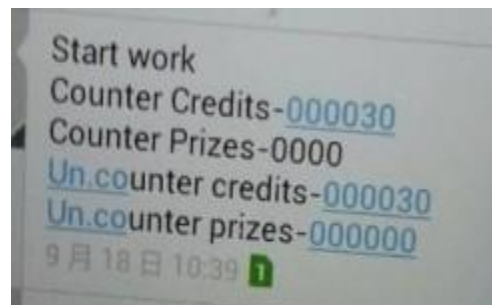 Start work
Counter Credits-000030
Counter Prizes-0000
Un.counter credits-000030
Un.counter prizes-000000
9月18日 10:39 1